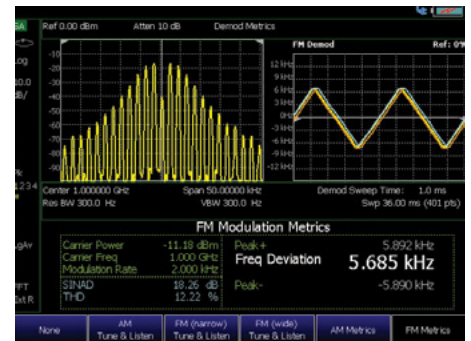 SA
Ref 0.00 dBm Atten 10 dB Demod Metrics
Log
10.0
dB/
-10
-20
-30
-40
-50
-60
-70
-80
-90
FM Demod Ref: 0%
12 kHz
9 kHz
6 kHz
3 kHz
0Hz
-3 kHz
-6 kHz
-9 kHz
-12 kHz
1234
Center 1.000000 GHz Span 50.00000 kHz Demod Sweep Time: 1.0 ms
Res BW 300.0 Hz VBW 300.0 Hz Swp 36.00 ms (401 pts)
FM Modulation Metrics
LgAv
Carrier Power -11.18 dBm Peak+ 5.892 kHz
Carrier Freq 1.000 GHz Freq Deviation 5.685 kHz
Modulation Rate 2.000 kHz
SINAD 18.26 dB Peak- -5.890 kHz
THD 12.22 %
FFT
Ext R
None
AM
Tune & Listen
FM (narrow)
Tune & Listen
FM (wide)
Tune & Listen
AM Metrics
FM Metrics